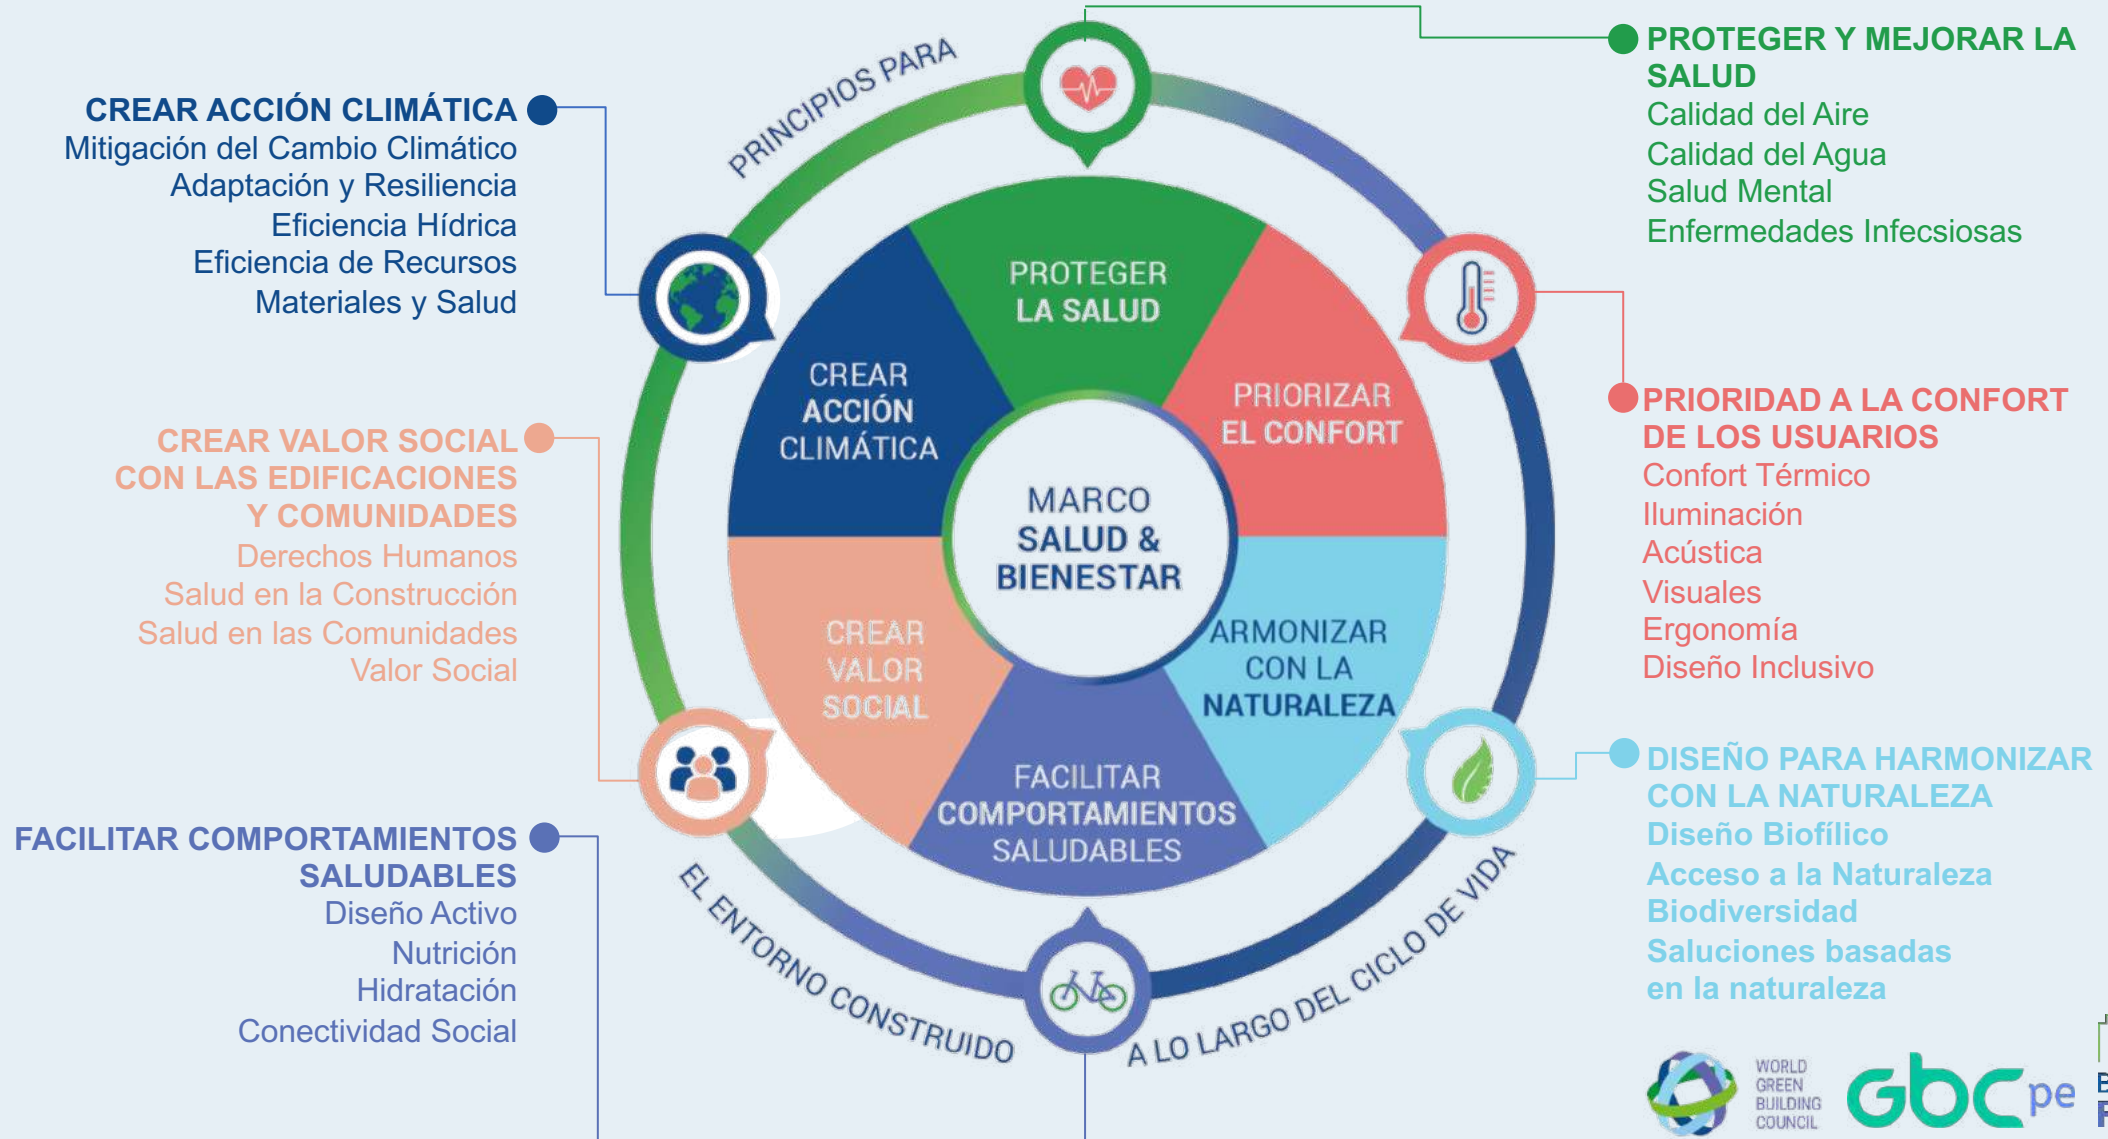 CREAR ACCIÓN CLIMÁTICA
Mitigación del Cambio Climático
Adaptación y Resiliencia
Eficiencia Hídrica
Eficiencia de Recursos
Materiales y Salud
CREAR VALOR SOCIAL
CON LAS EDIFICACIONES
Y COMUNIDADES
Derechos Humanos
Salud en la Construcción
Salud en las Comunidades
Valor Social
FACILITAR COMPORTAMIENTOS
SALUDABLES
Diseño Activo
Nutrición
Hidratación
Conectividad Social
PRINCIPIOS PARA
EL ENTORNO CONSTRUIDO
A LO LARGO DEL CICLO DE VIDA
PROTEGER
LA SALUD
PRIORIZAR
EL CONFORT
ARMONIZAR
CON LA
NATURALEZA
FACILITAR
COMPORTAMIENTOS
SALUDABLES
CREAR
VALOR
SOCIAL
CREAR
ACCIÓN
CLIMÁTICA
MARCO
SALUD &
BIENESTAR
PROTEGER Y MEJORAR LA
SALUD
Calidad del Aire
Calidad del Agua
Salud Mental
Enfermedades Infecsiosas
PRIORIDAD A LA CONFORT
DE LOS USUARIOS
Confort Térmico
Iluminación
Acústica
Visuales
Ergonomía
Diseño Inclusivo
DISEÑO PARA HARMONIZAR
CON LA NATURALEZA
Diseño Biofílico
Acceso a la Naturaleza
Biodiversidad
Saluciones basadas
en la naturaleza
WORLD
GREEN
BUILDING
COUNCIL
Gbc pe